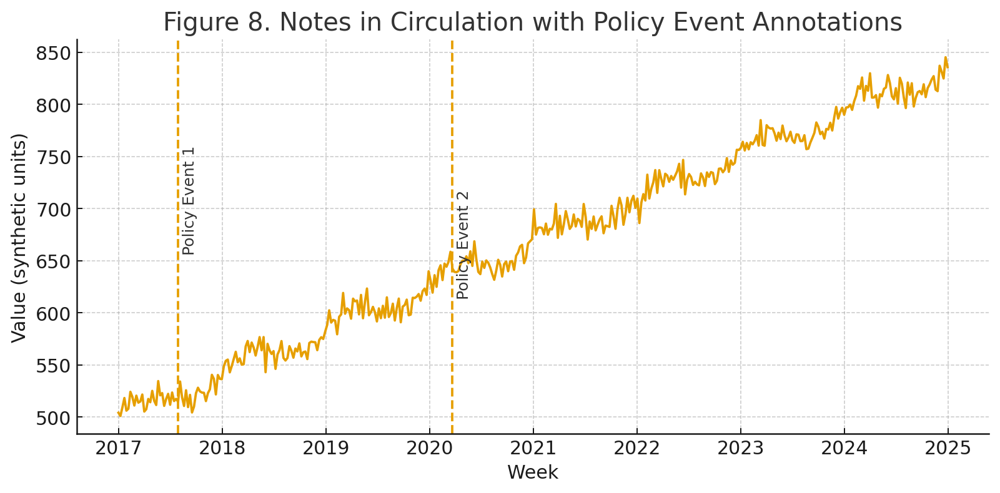 Figure 8. Notes in Circulation with Policy Event Annotations
Value (synthetic units)
850
800
750
700
650
600
550
500
Policy Event 1
Policy Event 2
2017 2018 2019 2020 2021 2022 2023 2024 2025
Week